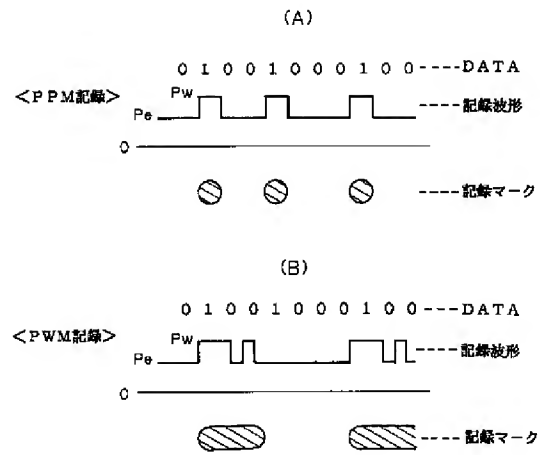 (A)
0 1 0 0 1 0 0 0 1 0 0 ----DATA
<PPM記録>
Pw
Pe
----記録波形
0
----記録マーク
(B)
0 1 0 0 1 0 0 0 1 0 0 ---DATA
<PWM記録>
Pw
Pe
---記録波形
0
----記録マーク